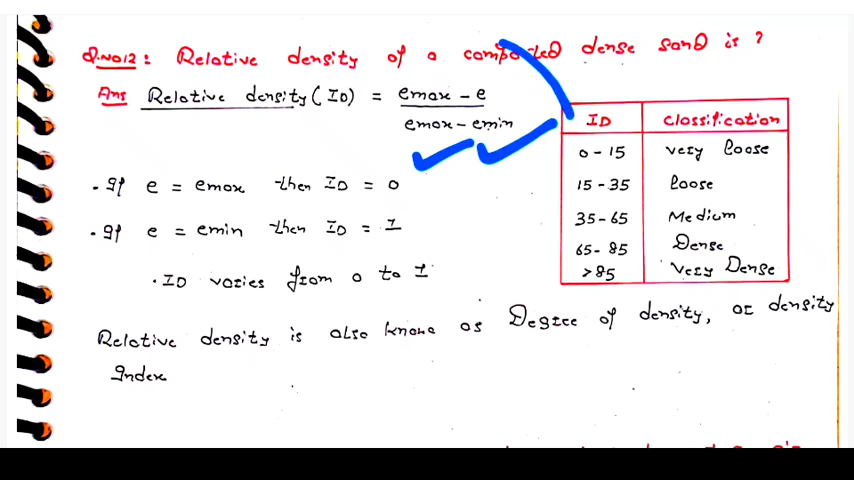 Q.NO12: Relative density of a compacted dense sand is ?
Ans Relative density (ID) = emax - e / emax - emin
ID Classification
0-15 very loose
15-35 loose
35-65 Medium
65-85 Dense
>85 very Dense
.If e = emax then ID = 0
.If e = emin then ID = 1
.ID varies from 0 to 1
Relative density is also known as Degree of density, or density
Index